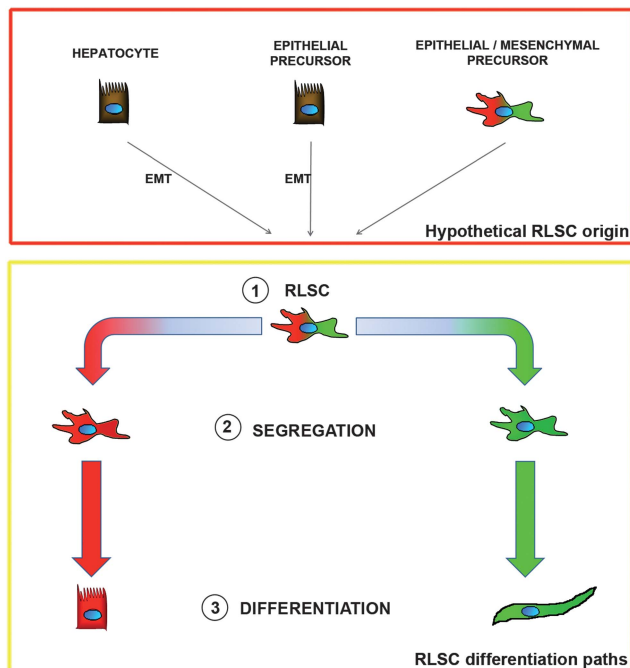 HEPATOCYTE
EPITHELIAL
PRECURSOR
EPITHELIAL / MESENCHYMAL
PRECURSOR
EMT
EMT
Hypothetical RLSC origin
1 RLSC
2 SEGREGATION
3 DIFFERENTIATION
RLSC differentiation paths